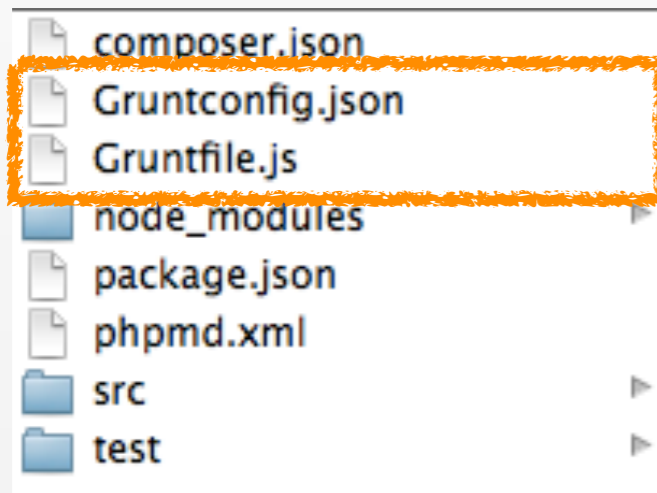 composer.json
Gruntconfig.json
Gruntfile.js
node_modules
package.json
phpmd.xml
src
test